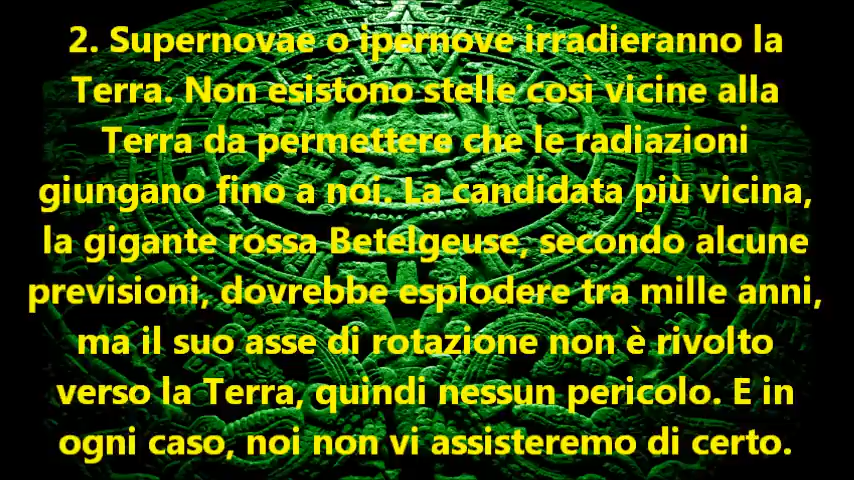 2. Supernovae o ipernove irradieranno la
Terra. Non esistono stelle così vicine alla
Terra da permettere che le radiazioni
giungano fino a noi. La candidata più vicina,
la gigante rossa Betelgeuse, secondo alcune
previsioni, dovrebbe esplodere tra mille anni,
ma il suo asse di rotazione non è rivolto
verso la Terra, quindi nessun pericolo. E in
ogni caso, noi non vi assisteremo di certo.